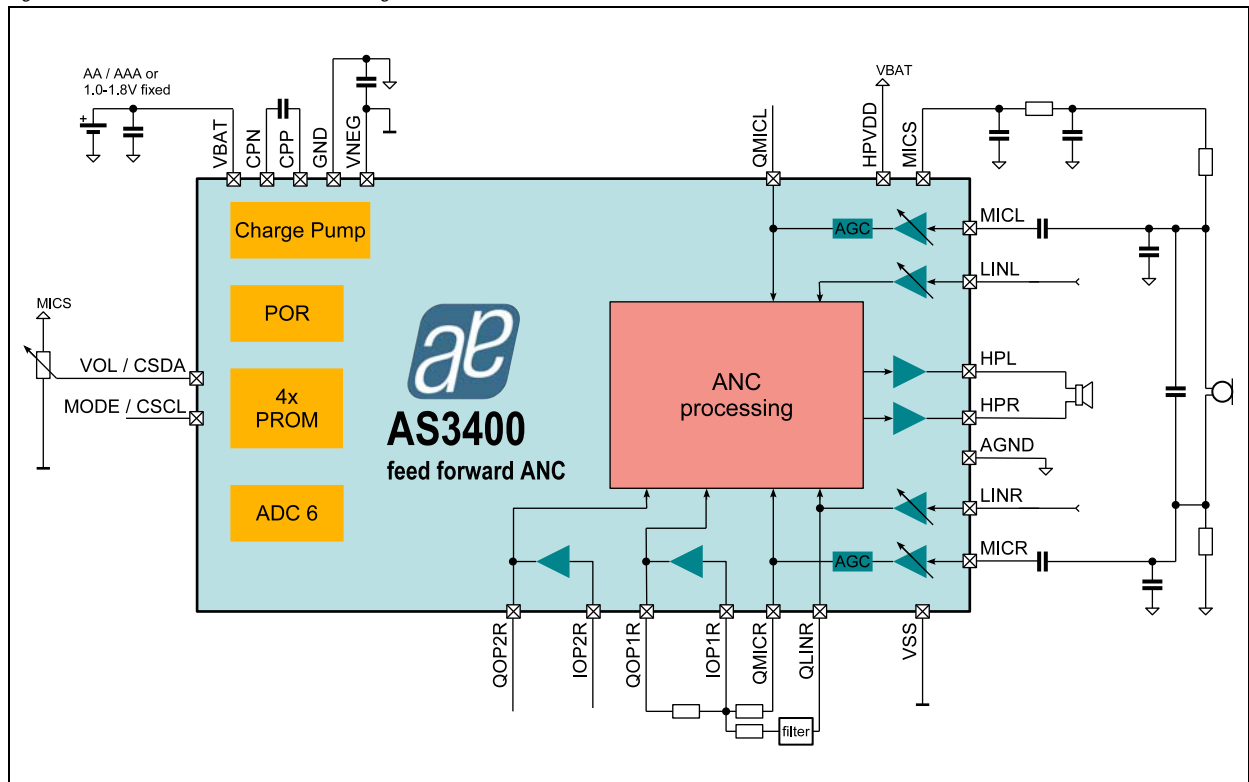 AA / AAA or
1.0-1.8V fixed
VBAT
CPN
CPP
GND
VNEG
QMICL
VBAT
HPVDD
MICS
Charge Pump
POR
4x
PROM
ADC 6
MICS
VOL / CSDA
MODE / CSCL
ae
AS3400
feed forward ANC
ANC
processing
AGC
AGC
MICL
LINL
HPL
HPR
AGND
LINR
MICR
QOP2R
IOP2R
QOP1R
IOP1R
QMICR
QLINR
VSS
filter